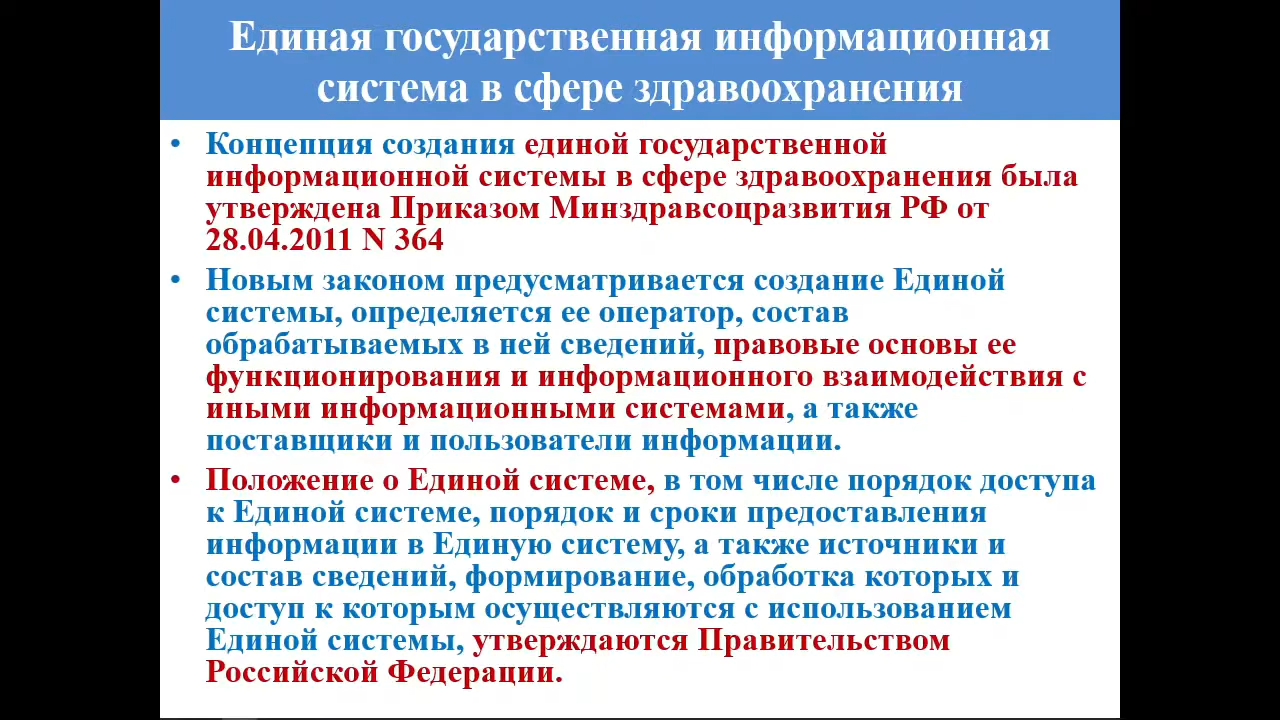 Единая государственная информационная
система в сфере здравоохранения
• Концепция создания единой государственной
информационной системы в сфере здравоохранения была
утверждена Приказом Минздравсоцразвития РФ от
28.04.2011 N 364
• Новым законом предусматривается создание Единой
системы, определяется ее оператор, состав
обрабатываемых в ней сведений, правовые основы ее
функционирования и информационного взаимодействия с
иными информационными системами, а также
поставщики и пользователи информации.
• Положение о Единой системе, в том числе порядок доступа
к Единой системе, порядок и сроки предоставления
информации в Единую систему, а также источники и
состав сведений, формирование, обработка которых и
доступ к которым осуществляются с использованием
Единой системы, утверждаются Правительством
Российской Федерации.